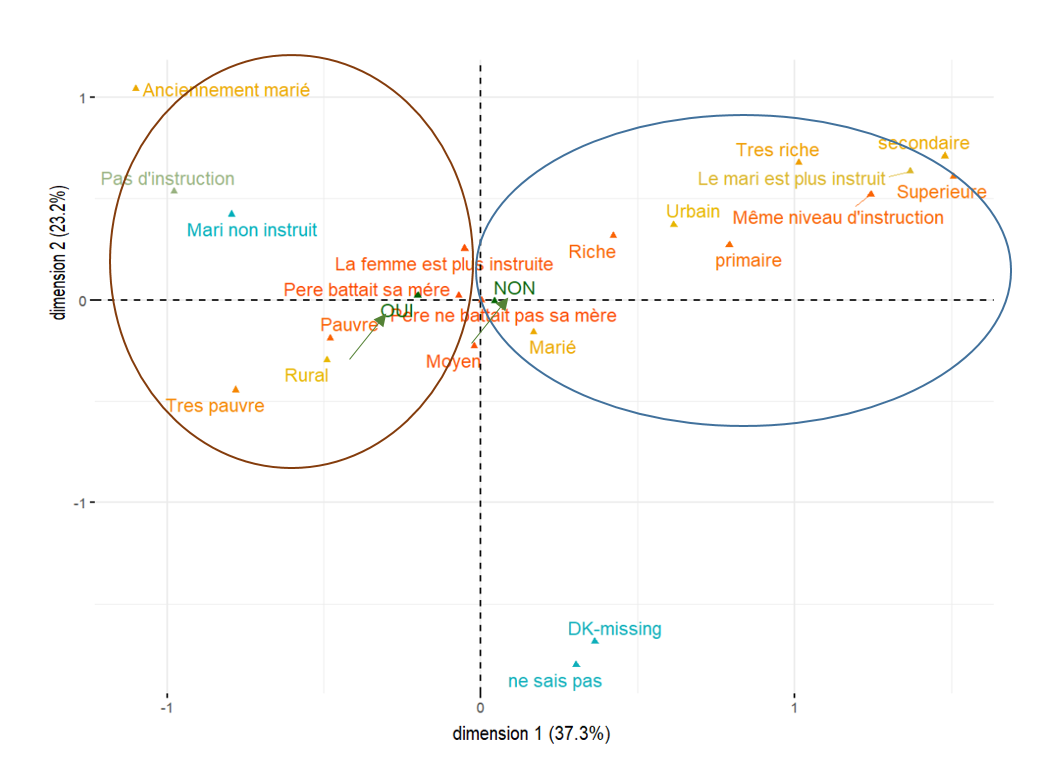 1
Anciennement marié
secondaire
Tres riche
Pas d'instruction
Le mari est plus instruit
Superieure
Urbain
Même niveau d'instruction
Mari non instruit
Riche
primaire
La femme est plus instruite
Pere battait sa mére
NON
0
OUI
Pere ne battait pas sa mère
Pauvre
Marié
Moyen
Rural
Tres pauvre
-1
DK-missing
ne sais pas
-1
0
1
dimension 1 (37.3%)
dimension 2 (23.2%)